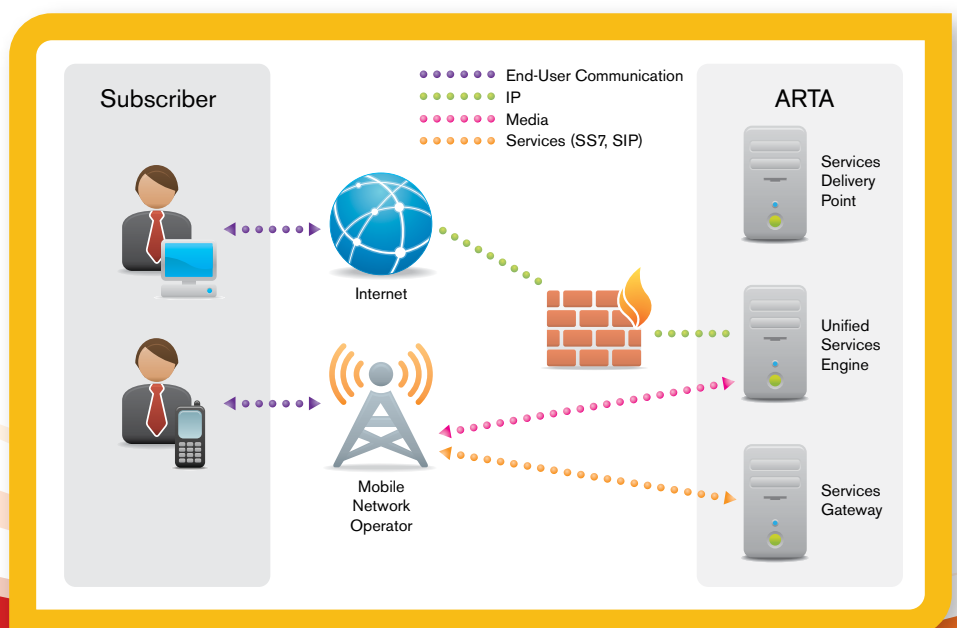 Subscriber
End-User Communication
IP
Media
Services (SS7, SIP)
ARTA
Services
Delivery
Point
Internet
Unified
Services
Engine
Mobile
Network
Operator
Services
Gateway